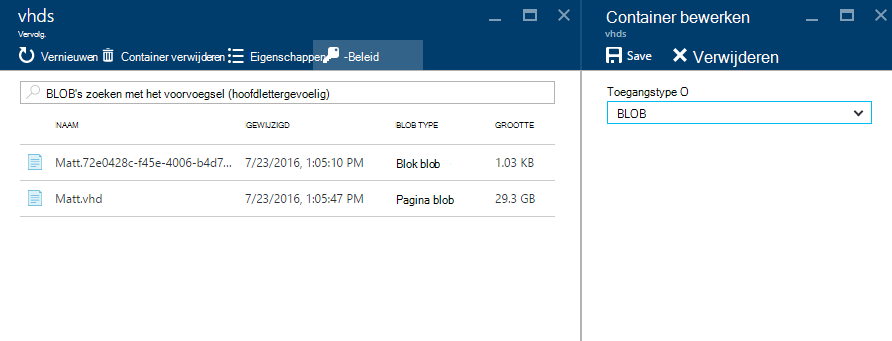 vhds
Vervolg.
Vernieuwen Container verwijderen Eigenschappen -Beleid
BLOB's zoeken met het voorvoegsel (hoofdlettergevoelig)
NAAM GEWIJZIGD BLOB TYPE GROOTTE
Matt.72e0428c-f45e-4006-b4d7... 7/23/2016, 1:05:10 PM Blok blob 1.03 KB
Matt.vhd 7/23/2016, 1:05:47 PM Pagina blob 29.3 GB
Container bewerken
vhds
Save Verwijderen
Toegangstype O
BLOB